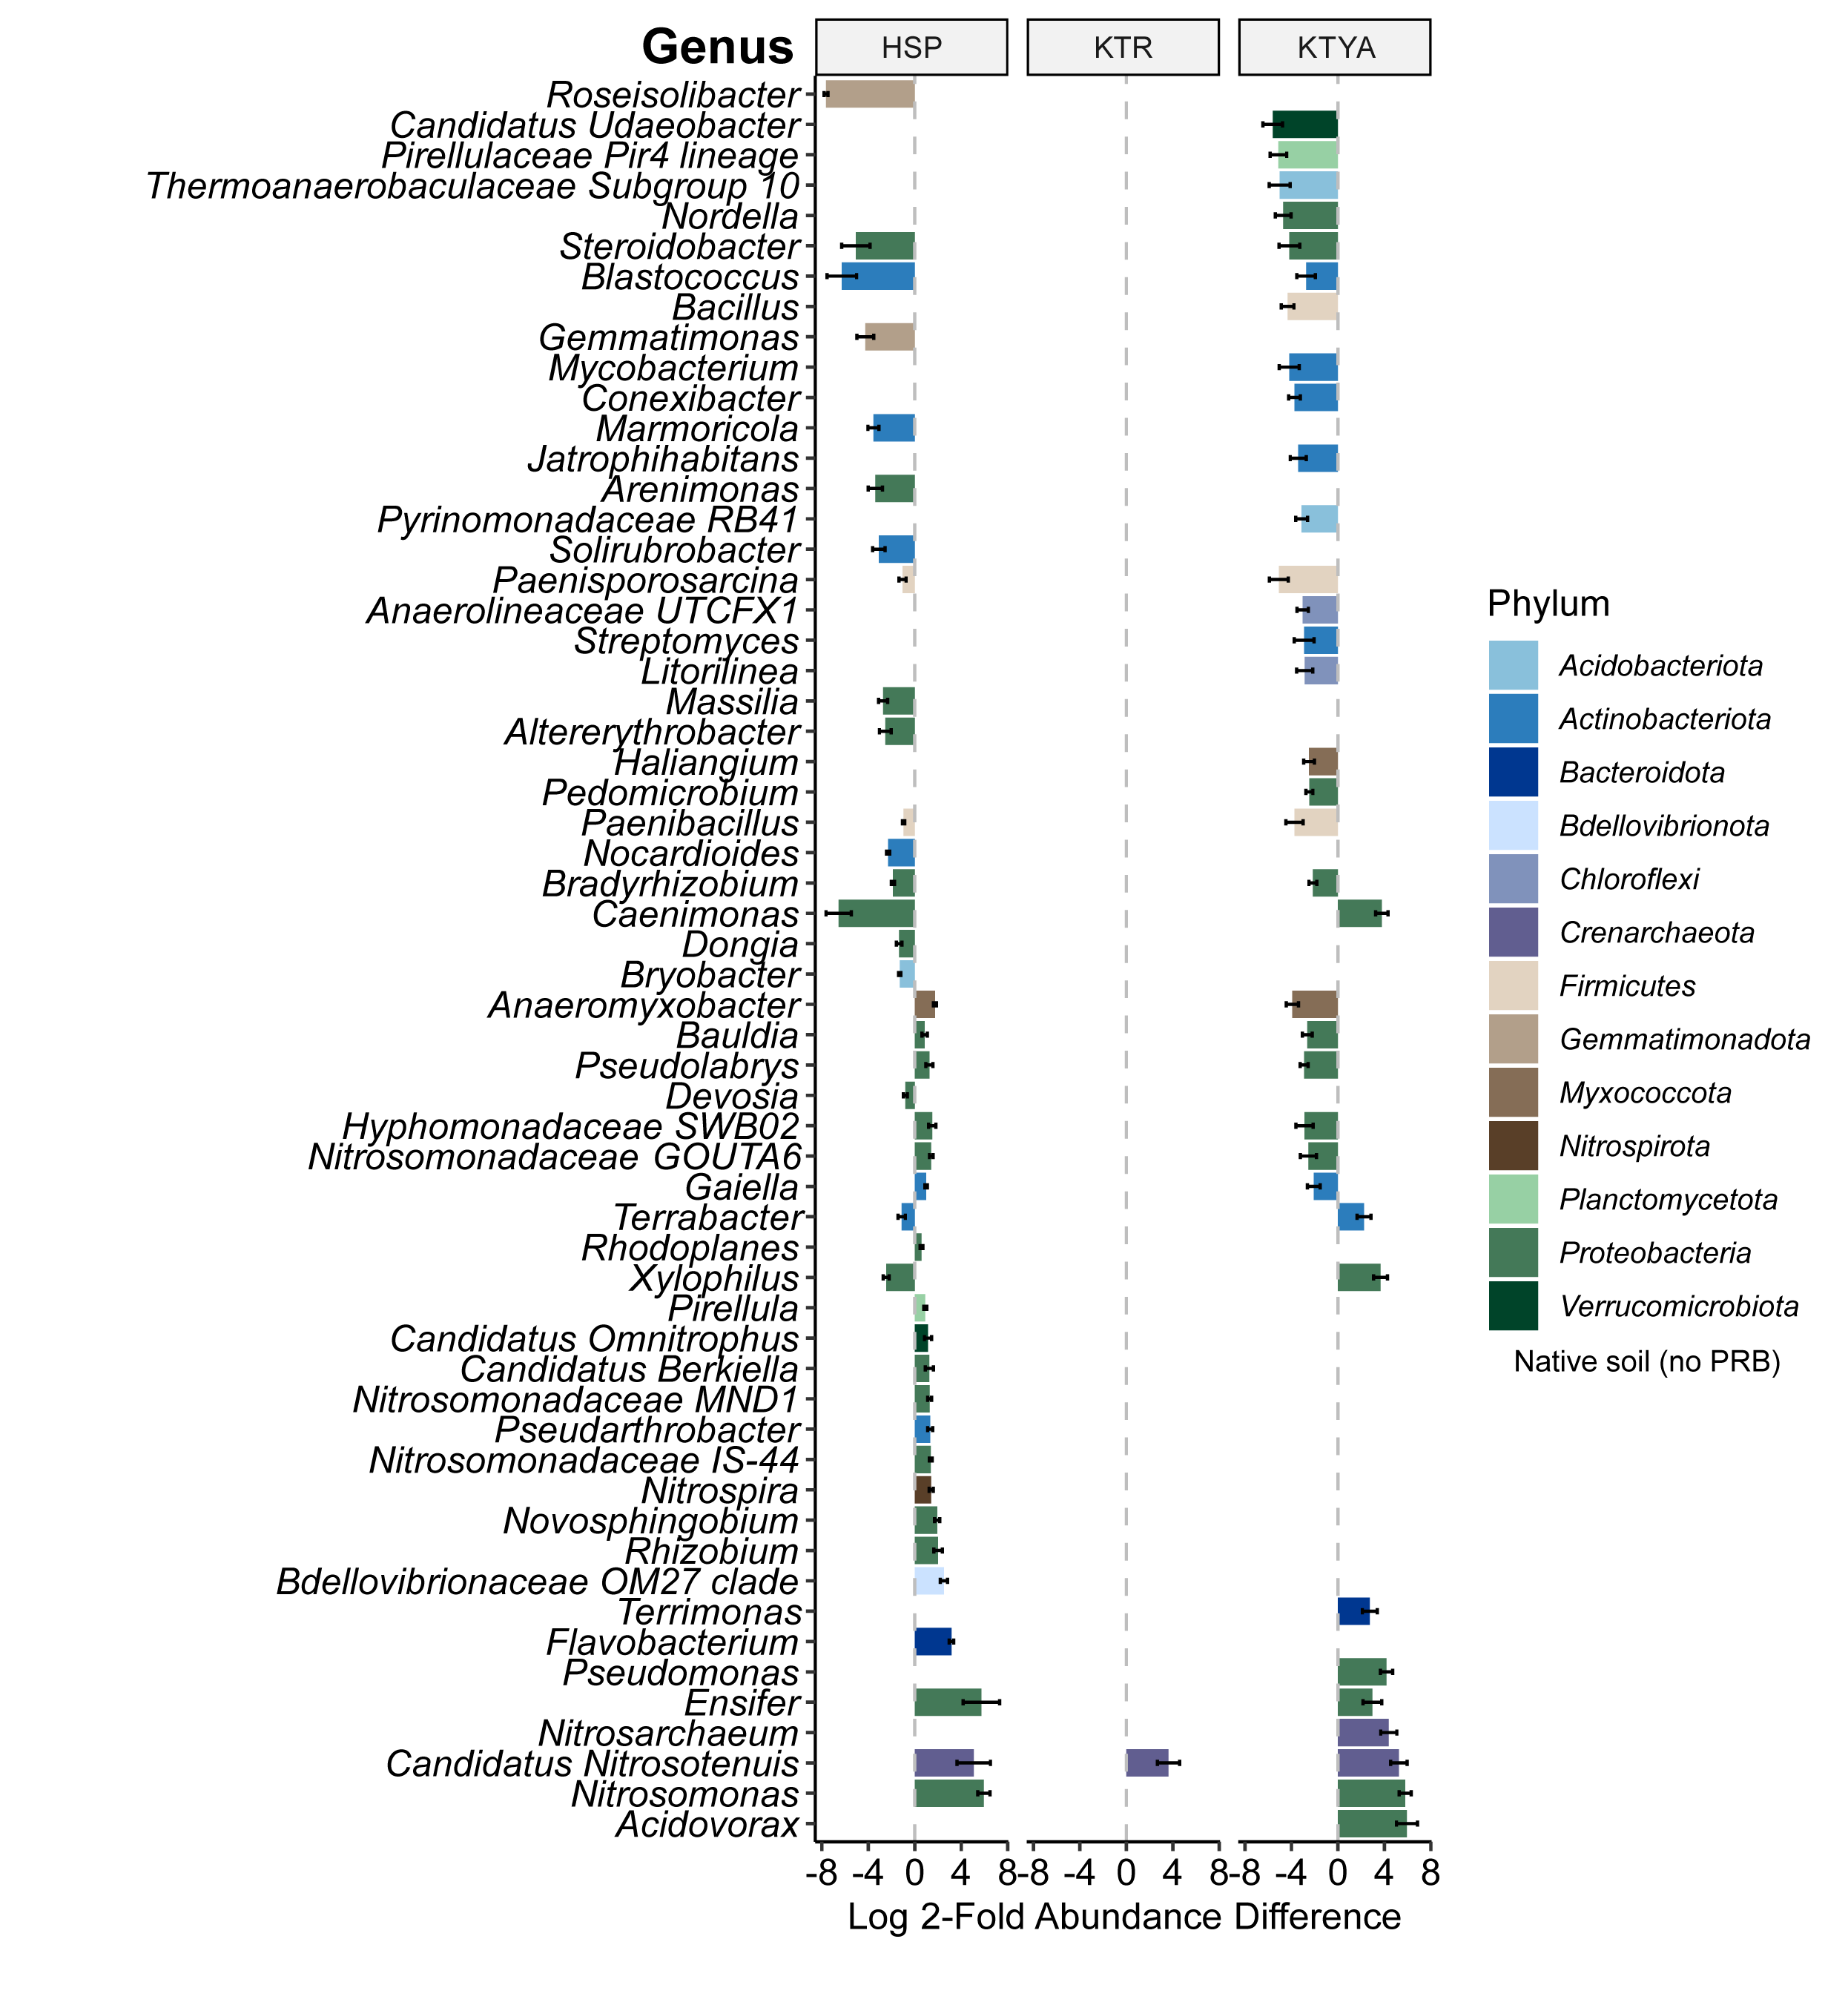 Genus HSP KTR KTYA
Roseisolibacter
Candidatus Udaeobacter
Pirellulaceae Pir4 lineage
Thermoanaerobaculaceae Subgroup 10
Nordella
Steroidobacter
Blastococcus
Bacillus
Gemmatimonas
Mycobacterium
Conexibacter
Marmoricola
Jatrophihabitans
Arenimonas
Pyrinomonadaceae RB41
Solirubrobacter
Paenisporosarcina
Anaerolineaceae UTCFX1
Streptomyces
Litorilinea
Massilia
Altererythrobacter
Haliangium
Pedomicrobium
Paenibacillus
Nocardioides
Bradyrhizobium
Caenimonas
Dongia
Bryobacter
Anaeromyxobacter
Bauldia
Pseudolabrys
Devosia
Hyphomonadaceae SWB02
Nitrosomonadaceae GOUTA6
Gaiella
Terrabacter
Rhodoplanes
Xylophilus
Pirellula
Candidatus Omnitrophus
Candidatus Berkiella
Nitrosomonadaceae MND1
Pseudarthrobacter
Nitrosomonadaceae IS-44
Nitrospira
Novosphingobium
Rhizobium
Bdellovibrionaceae OM27 clade
Terrimonas
Flavobacterium
Pseudomonas
Ensifer
Nitrosarchaeum
Candidatus Nitrosotenuis
Nitrosomonas
Acidovorax
-8 -4 0 4 8 -8 -4 0 4 8 -8 -4 0 4 8
Log 2-Fold Abundance Difference
Phylum
Acidobacteriota
Actinobacteriota
Bacteroidota
Bdellovibrionota
Chloroflexi
Crenarchaeota
Firmicutes
Gemmatimonadota
Myxococcota
Nitrospirota
Planctomycetota
Proteobacteria
Verrucomicrobiota
Native soil (no PRB)